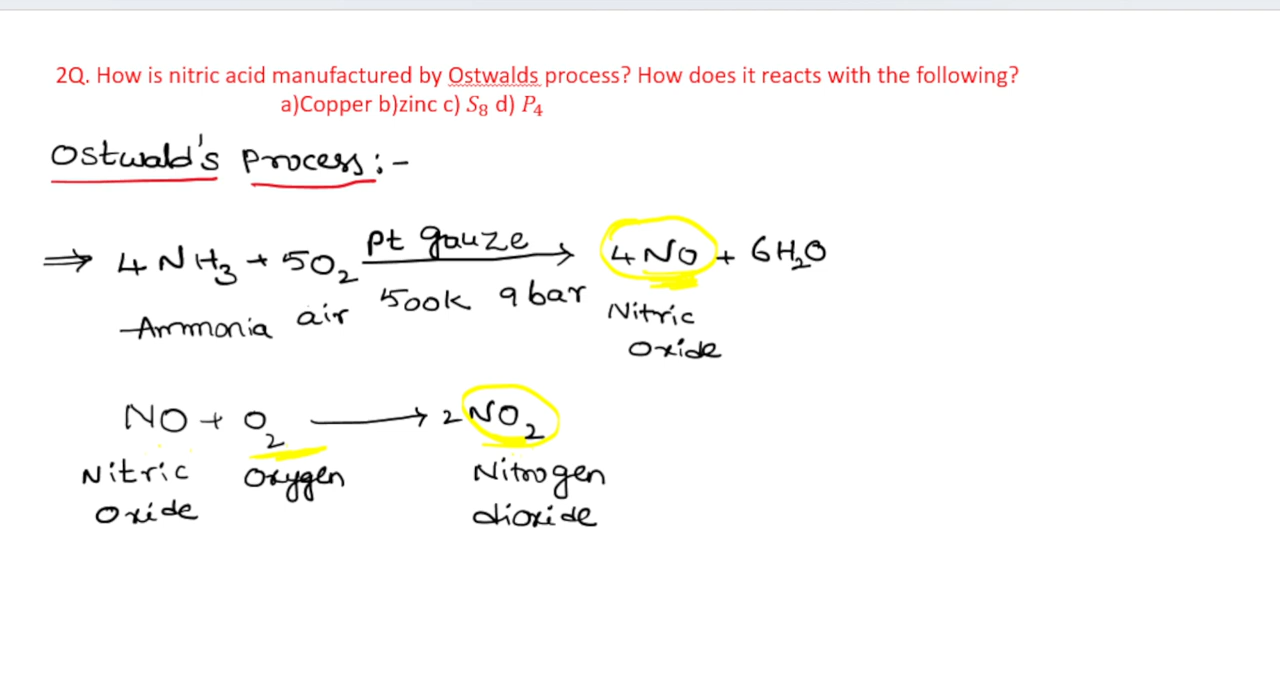 2Q. How is nitric acid manufactured by Ostwalds process? How does it reacts with the following?
a)Copper b)zinc c) S₈ d) P₄
Ostwald's process :-
⇒ 4NH₃ + 5O₂ pt gauze → 4NO + 6H₂O
Ammonia air 500k 9 bar Nitric
Oxide
NO + O₂ → 2NO₂
Nitric Oxygen Nitrogen
Oxide dioxide